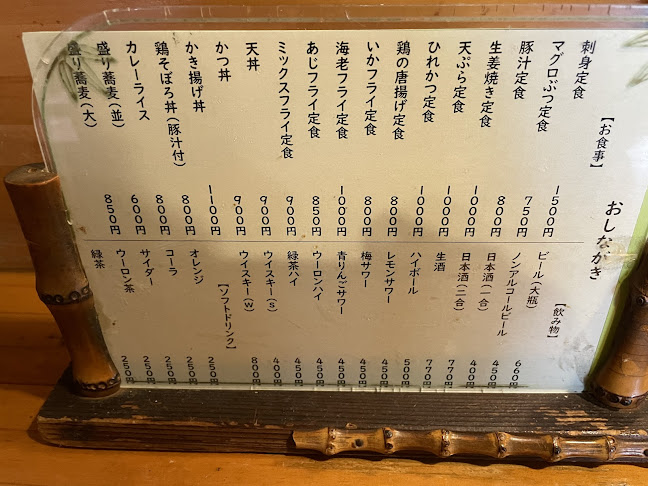 おしながき
【お食事】
刺身定食 1500円
マグロぶつ定食 750円
豚汁定食 800円
生姜焼き定食 1000円
天ぷら定食 1000円
ひれかつ定食 1000円
鶏の唐揚げ定食 800円
いかフライ定食 800円
海老フライ定食 1000円
あじフライ定食 850円
ミックスフライ定食 900円
天丼 900円
かつ丼 900円
かき揚げ丼 1100円
鶏そぼろ丼(豚汁付) 800円
カレーライス 800円
盛り蕎麦(並) 600円
盛り蕎麦(大) 850円
【飲み物】
ビール(大瓶) 660円
ノンアルコールビール 450円
日本酒(一合) 400円
日本酒(二合) 770円
生酒 770円
ハイボール 500円
レモンサワー 450円
梅サワー 450円
青りんごサワー 450円
ウーロンハイ 450円
緑茶ハイ 450円
ウイスキー(s) 400円
ウイスキー(w) 800円
【ソフトドリンク】
オレンジ 250円
コーラ 250円
サイダー 250円
ウーロン茶 250円
緑茶 250円